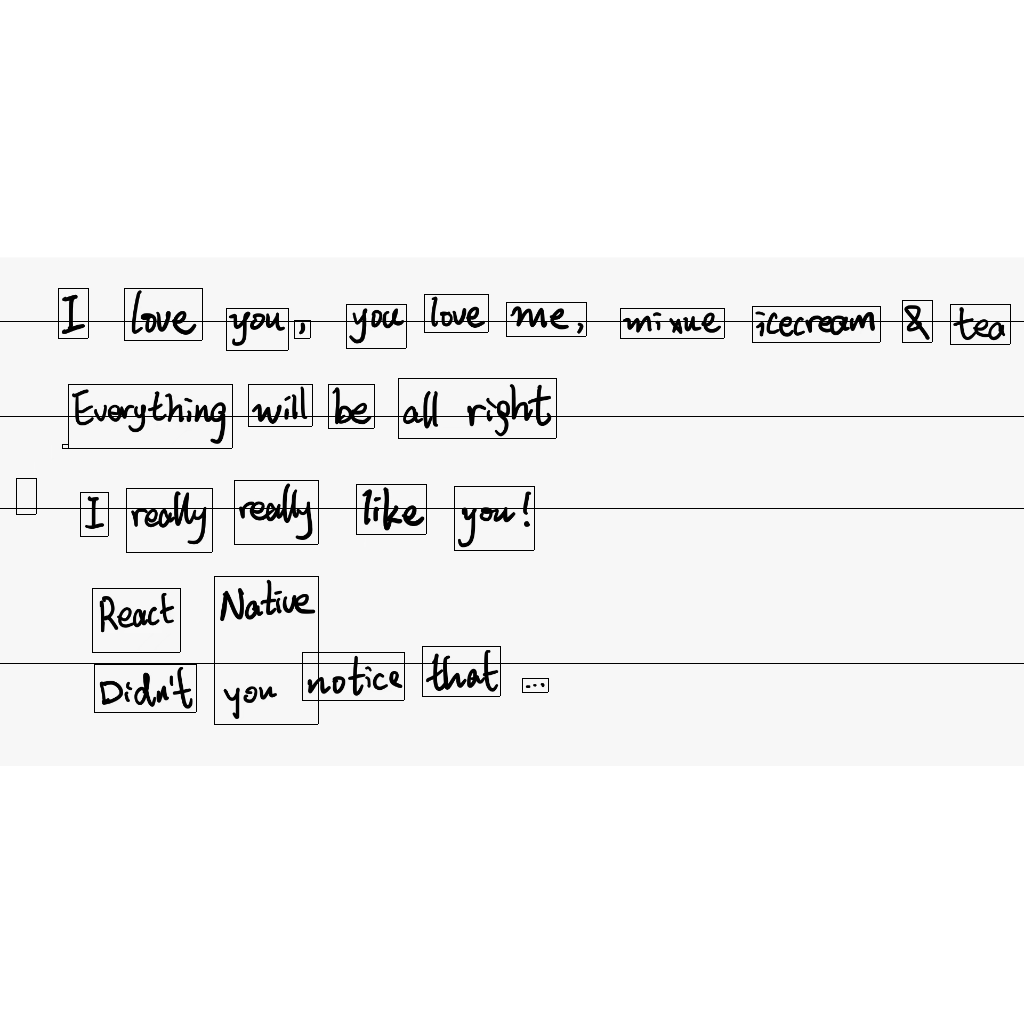 I love you, you love me, mixue icecream & tea
Everything will be all right
I really really like you!
React Native
Didn't you notice that ...